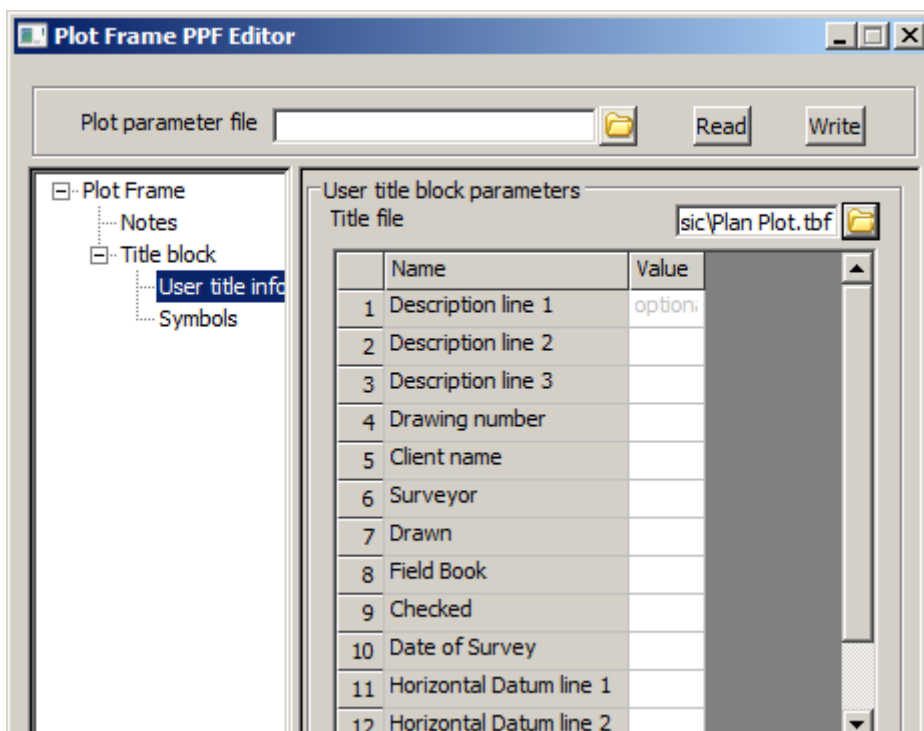 Plot Frame PPF Editor
Plot parameter file Read Write
Plot Frame
Notes
Title block
User title info
Symbols
User title block parameters
Title file sic\Plan Plot.tbf
Name Value
1 Description line 1 optiona
2 Description line 2
3 Description line 3
4 Drawing number
5 Client name
6 Surveyor
7 Drawn
8 Field Book
9 Checked
10 Date of Survey
11 Horizontal Datum line 1
12 Horizontal Datum line 2